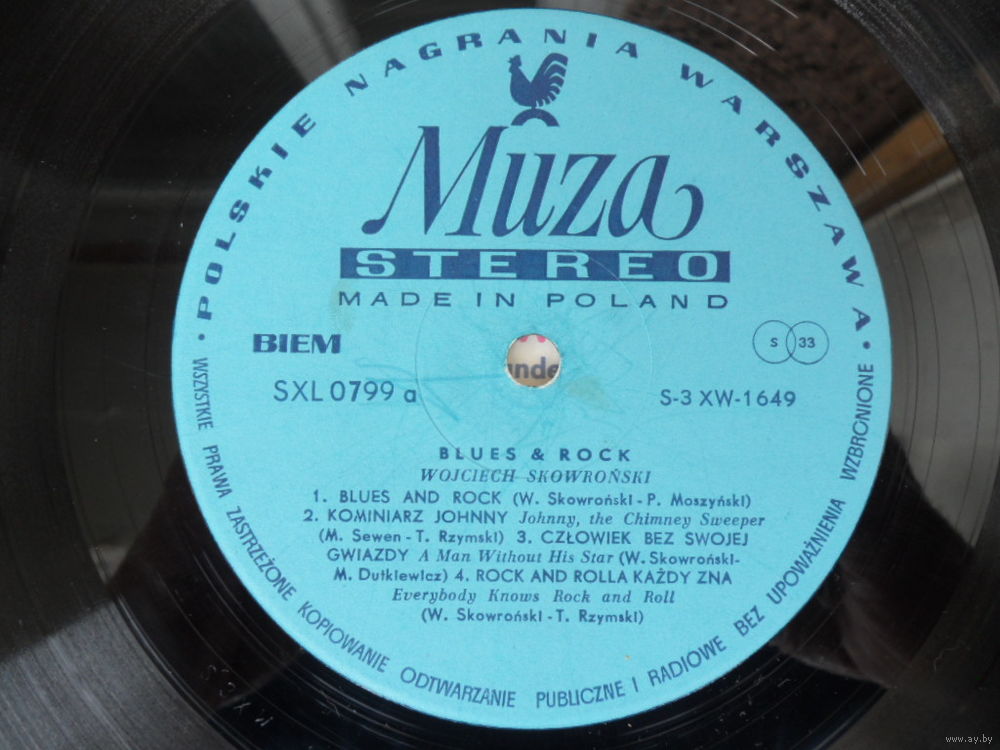 POLSKIE NAGRANIA WARSZAWA
Muza
STEREO
MADE IN POLAND
BIEM
S 33
SXL 0799 a
S-3 XW-1649
BLUES & ROCK
WOJCIECH SKOWROŃSKI
1. BLUES AND ROCK (W. Skowroński - P. Moszyński)
2. KOMINIARZ JOHNNY Johnny, the Chimney Sweeper
(M. Sewen - T. Rzymski) 3. CZŁOWIEK BEZ SWOJEJ
GWIAZDY A Man Without His Star (W. Skowroński-
M. Dutkiewicz) 4. ROCK AND ROLLA KAŻDY ZNA
Everybody Knows Rock and Roll
(W. Skowroński - T. Rzymski)
WSZYSTKIE PRAWA ZASTRZEŻONE KOPIOWANIE ODTWARZANIE PUBLICZNE I RADIOWE BEZ UPOWAŻNIENIA WZBRONIONE
www.ay.by